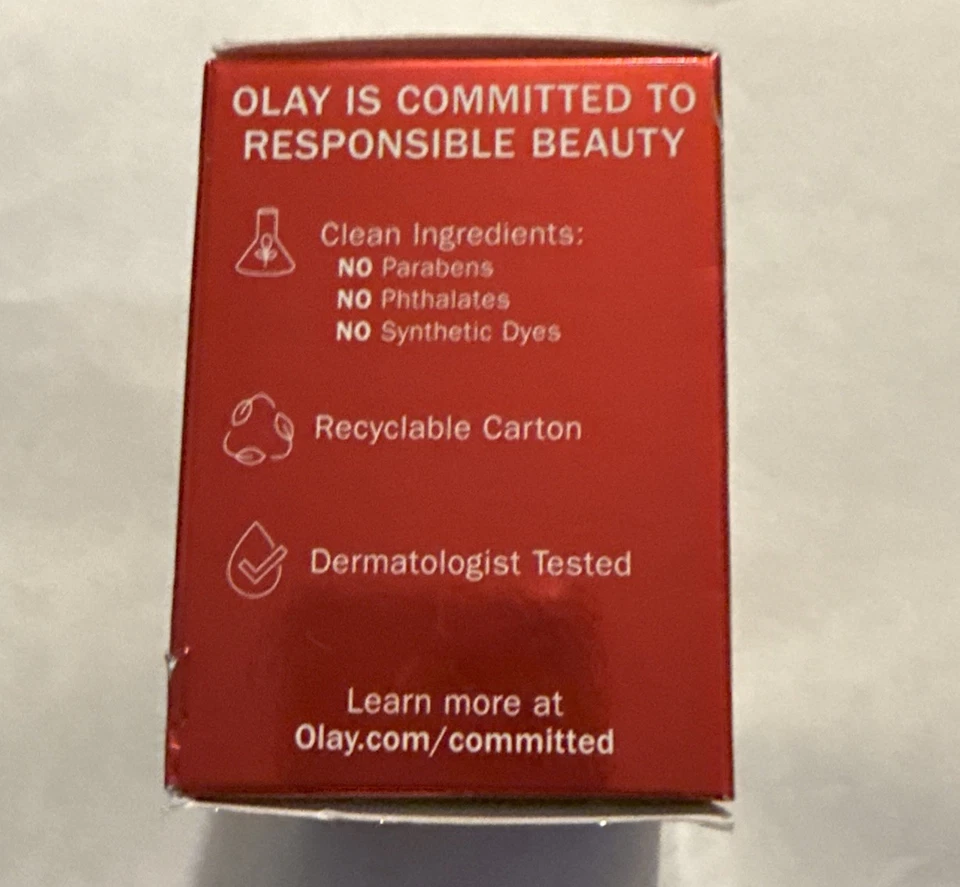 OLAY IS COMMITTED TO
RESPONSIBLE BEAUTY
Clean Ingredients:
NO Parabens
NO Phthalates
NO Synthetic Dyes
Recyclable Carton
Dermatologist Tested
Learn more at
Olay.com/committed